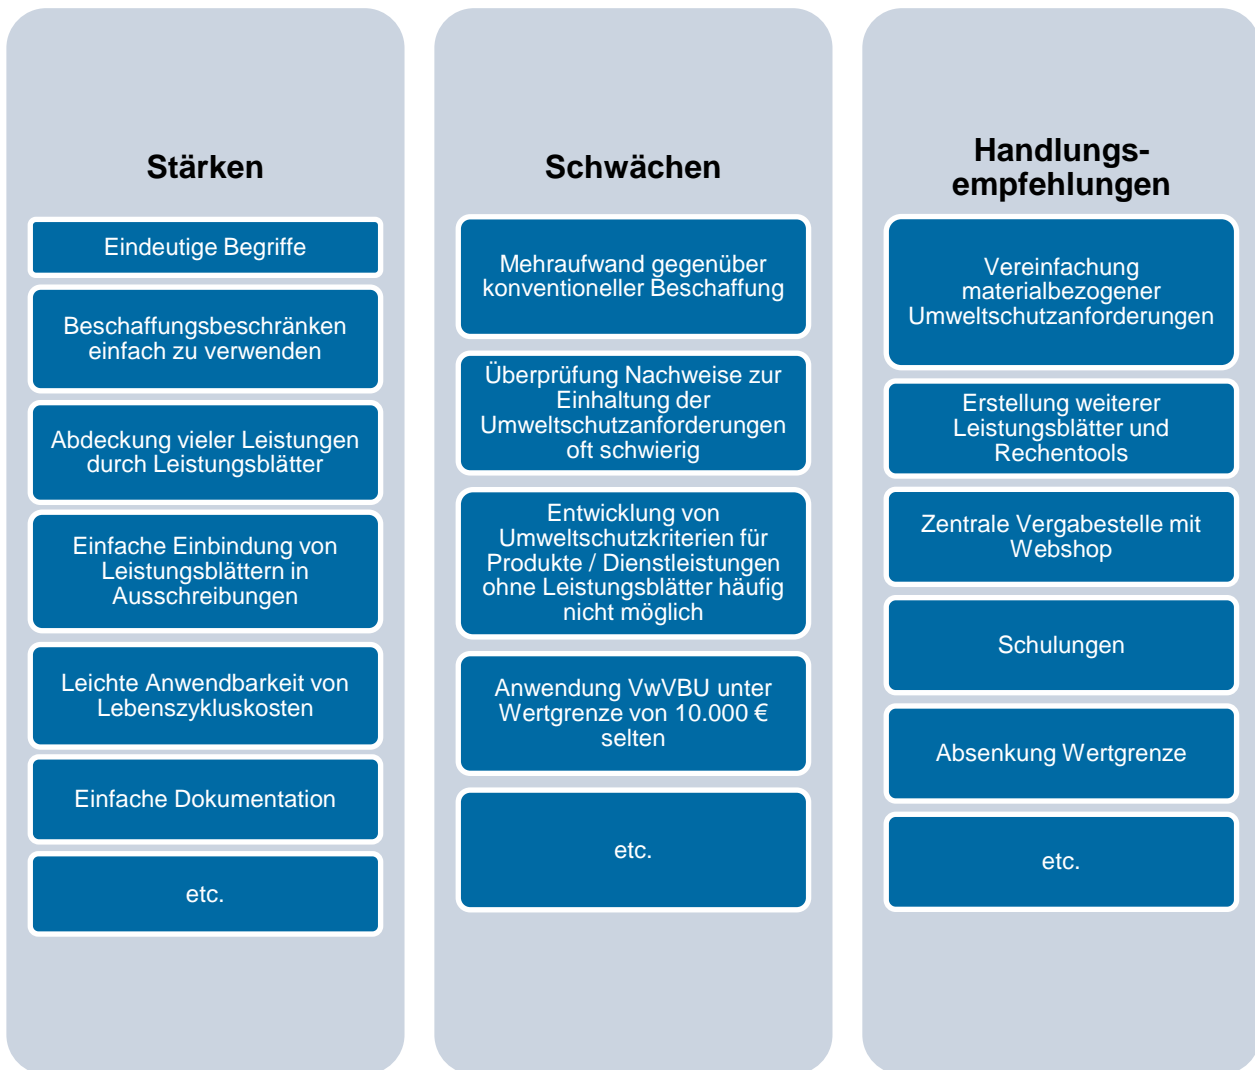 Stärken
Eindeutige Begriffe
Beschaffungsbeschränken
einfach zu verwenden
Abdeckung vieler Leistungen
durch Leistungsblätter
Einfache Einbindung von
Leistungsblättern in
Ausschreibungen
Leichte Anwendbarkeit von
Lebenszykluskosten
Einfache Dokumentation
etc.
Schwächen
Mehraufwand gegenüber
konventioneller Beschaffung
Überprüfung Nachweise zur
Einhaltung der
Umweltschutzanforderungen
oft schwierig
Entwicklung von
Umweltschutzkriterien für
Produkte / Dienstleistungen
ohne Leistungsblätter häufig
nicht möglich
Anwendung VwVBU unter
Wertgrenze von 10.000 €
selten
etc.
Handlungs-
empfehlungen
Vereinfachung
materialbezogener
Umweltschutzanforderungen
Erstellung weiterer
Leistungsblätter und
Rechentools
Zentrale Vergabestelle mit
Webshop
Schulungen
Absenkung Wertgrenze
etc.